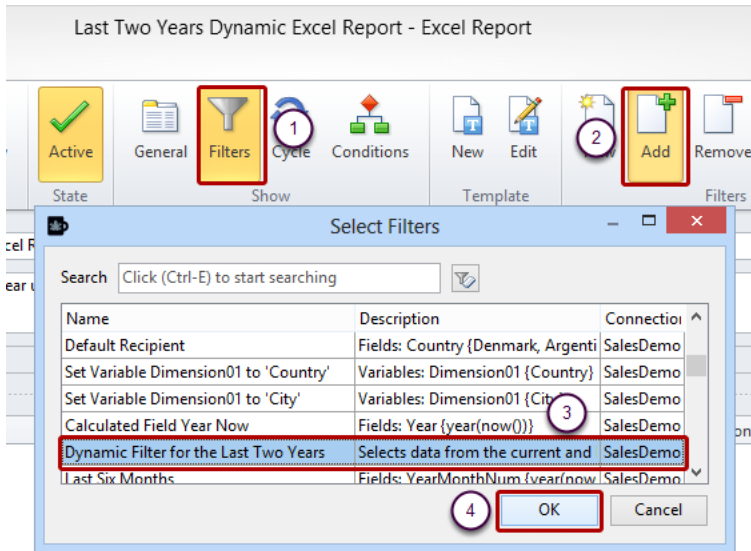 Last Two Years Dynamic Excel Report - Excel Report
1
2
Active
General
Filters
Cycle
Conditions
New
Edit
Add
Remove
State
Show
Template
Filters
Select Filters
Search Click (Ctrl-E) to start searching
Name Description Connection
Default Recipient Fields: Country {Denmark, Argenti SalesDemo
Set Variable Dimension01 to 'Country' Variables: Dimension01 {Country} SalesDemo
Set Variable Dimension01 to 'City' Variables: Dimension01 {City} SalesDemo
Calculated Field Year Now Fields: Year {year(now())} SalesDemo
3
Dynamic Filter for the Last Two Years Selects data from the current and SalesDemo
Last Six Months Fields: YearMonthNum {year(now SalesDemo
4
OK
Cancel